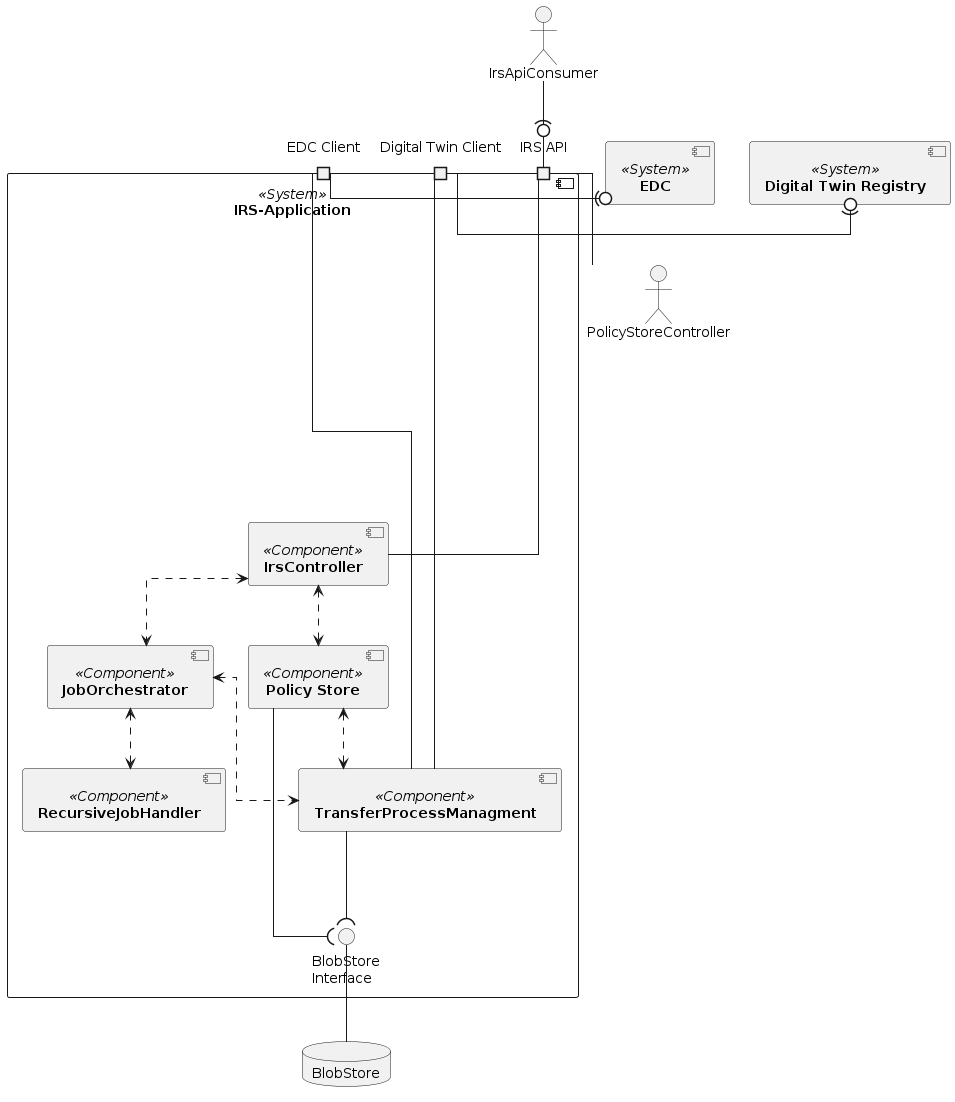 IrsApiConsumer
EDC Client
Digital Twin Client
IRS API
«System»
EDC
«System»
Digital Twin Registry
«System»
IRS-Application
PolicyStoreController
«Component»
IrsController
«Component»
JobOrchestrator
«Component»
Policy Store
«Component»
RecursiveJobHandler
«Component»
TransferProcessManagment
BlobStore
Interface
BlobStore